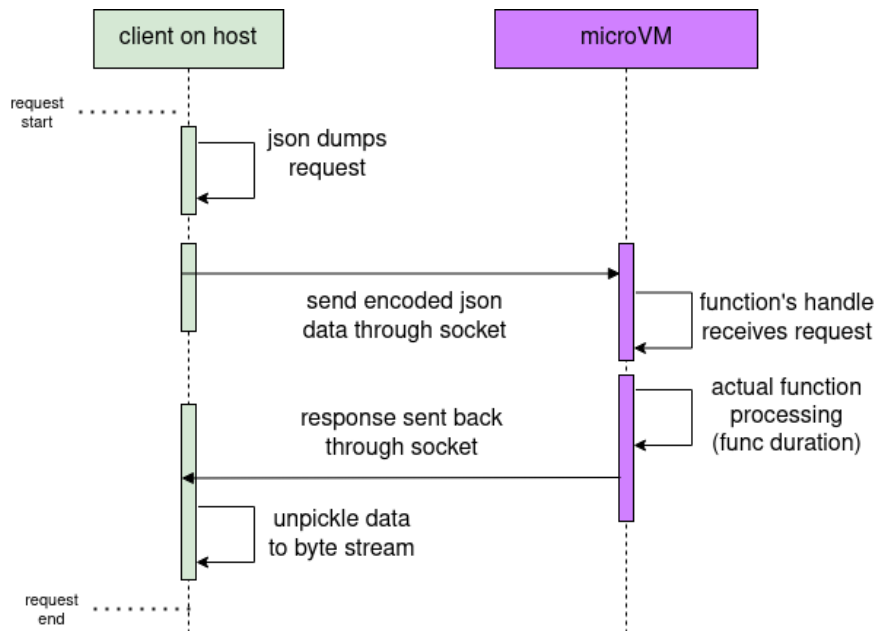 client on host
microVM
request
start
json dumps
request
send encoded json
data through socket
function's handle
receives request
actual function
processing
(func duration)
response sent back
through socket
unpickle data
to byte stream
request
end